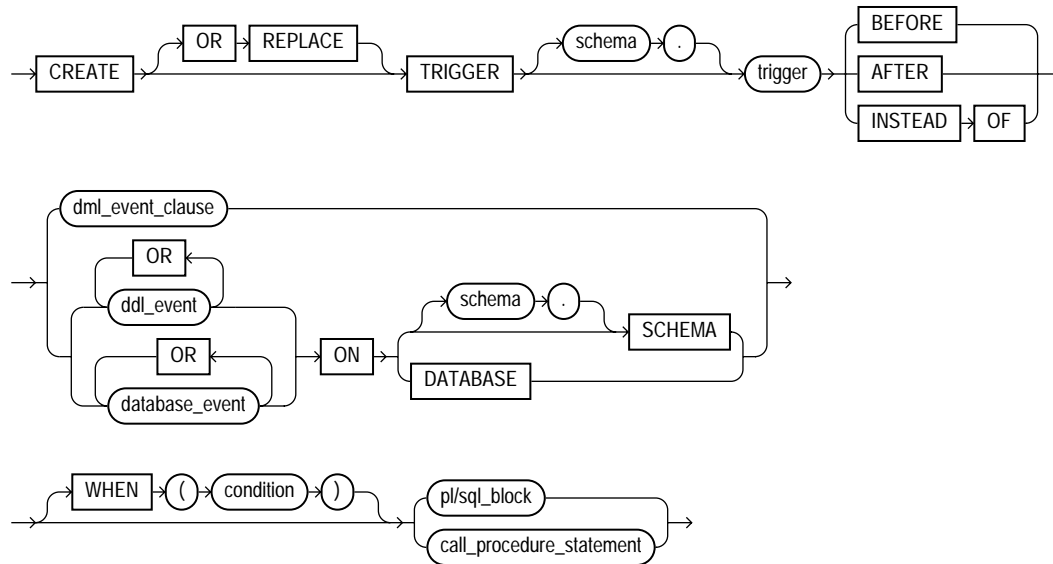 OR REPLACE schema . BEFORE
CREATE TRIGGER trigger AFTER
INSTEAD OF
dml_event_clause
OR
ddl_event schema .
OR ON SCHEMA
database_event DATABASE
WHEN ( condition ) pl/sql_block
call_procedure_statement